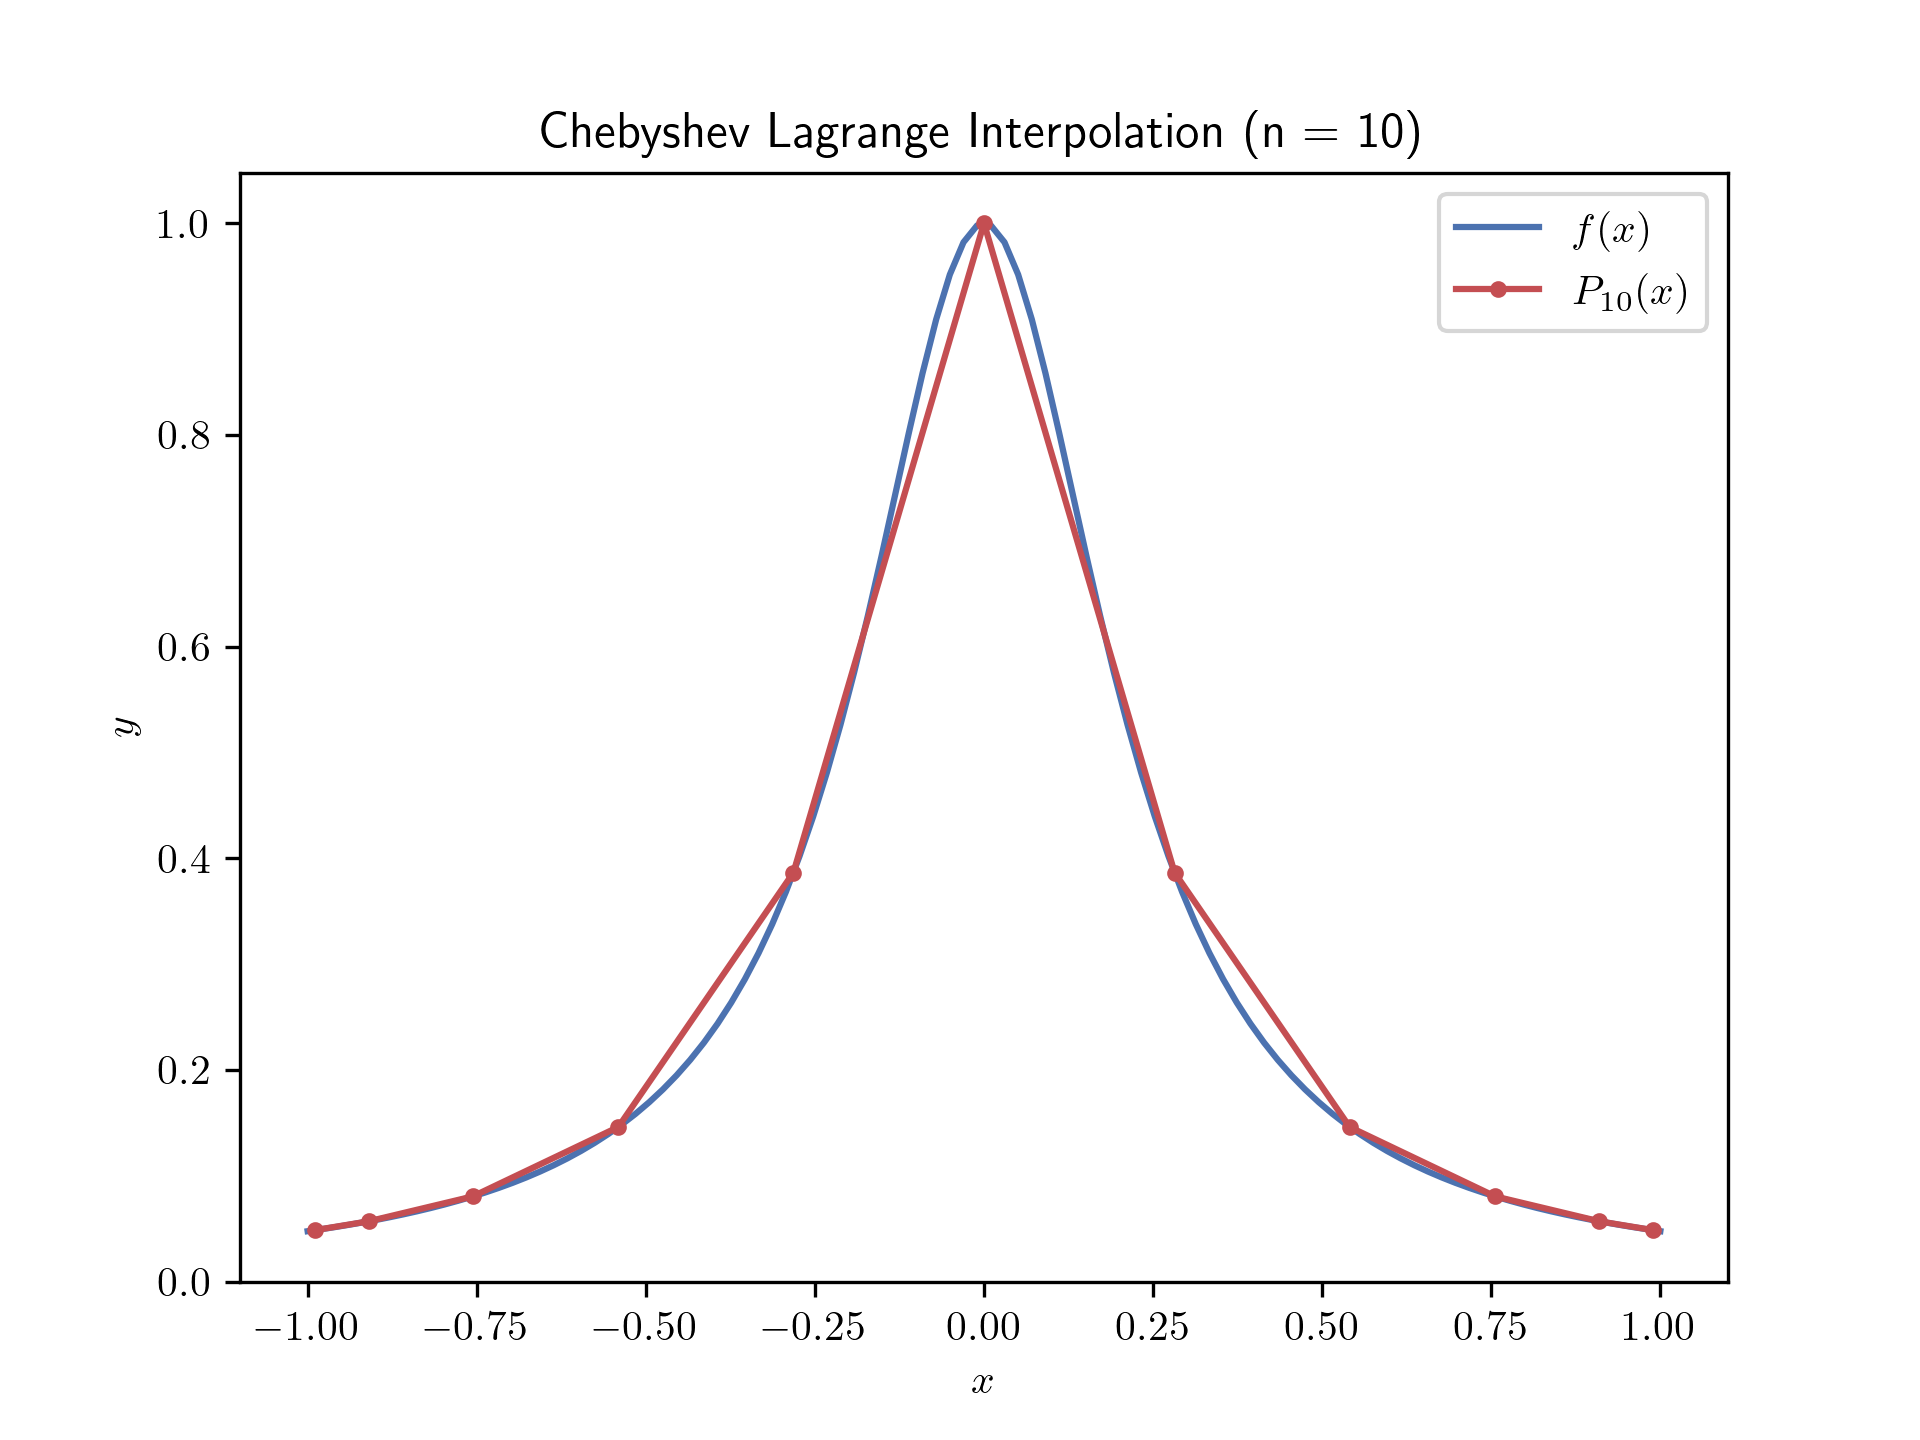 Chebyshev Lagrange Interpolation (n = 10)
f(x)
P₁₀(x)
1.0
0.8
0.6
0.4
0.2
0.0
y
−1.00 −0.75 −0.50 −0.25 0.00 0.25 0.50 0.75 1.00
x